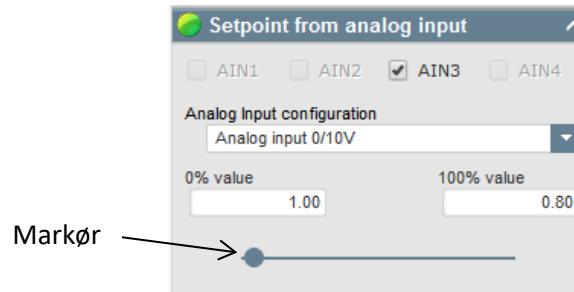 Setpoint from analog input
AIN1 AIN2 AIN3 AIN4
Analog Input configuration
Analog input 0/10V
0% value 100% value
1.00 0.80
Markør